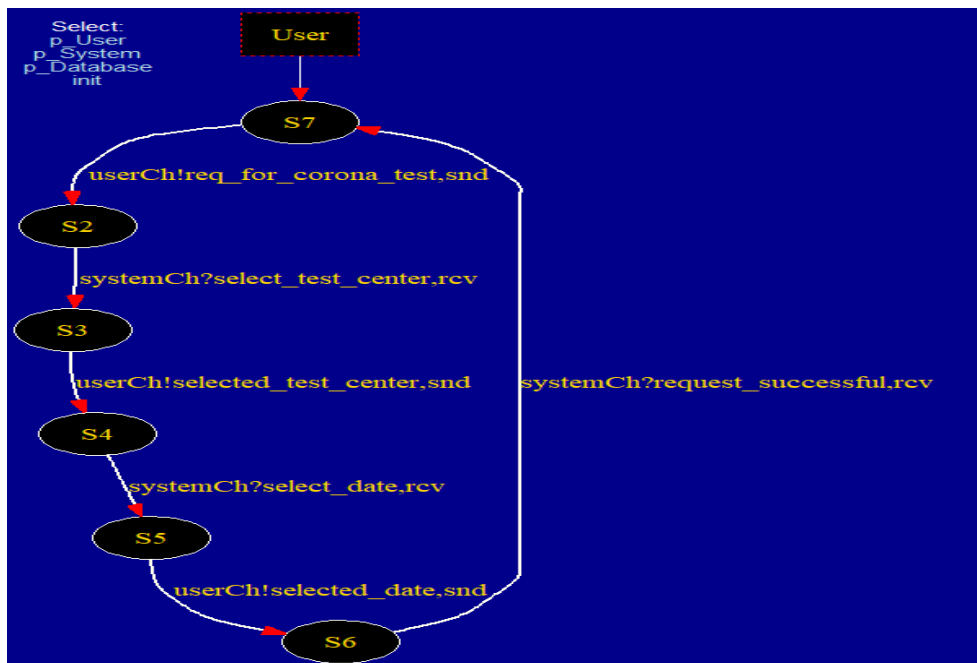 Select:
p_User
p_System
p_Database
init
User
S7
userCh!req_for_corona_test,snd
S2
systemCh?select_test_center,rcv
S3
userCh!selected_test_center,snd
systemCh?request_successful,rcv
S4
systemCh?select_date,rcv
S5
userCh!selected_date,snd
S6